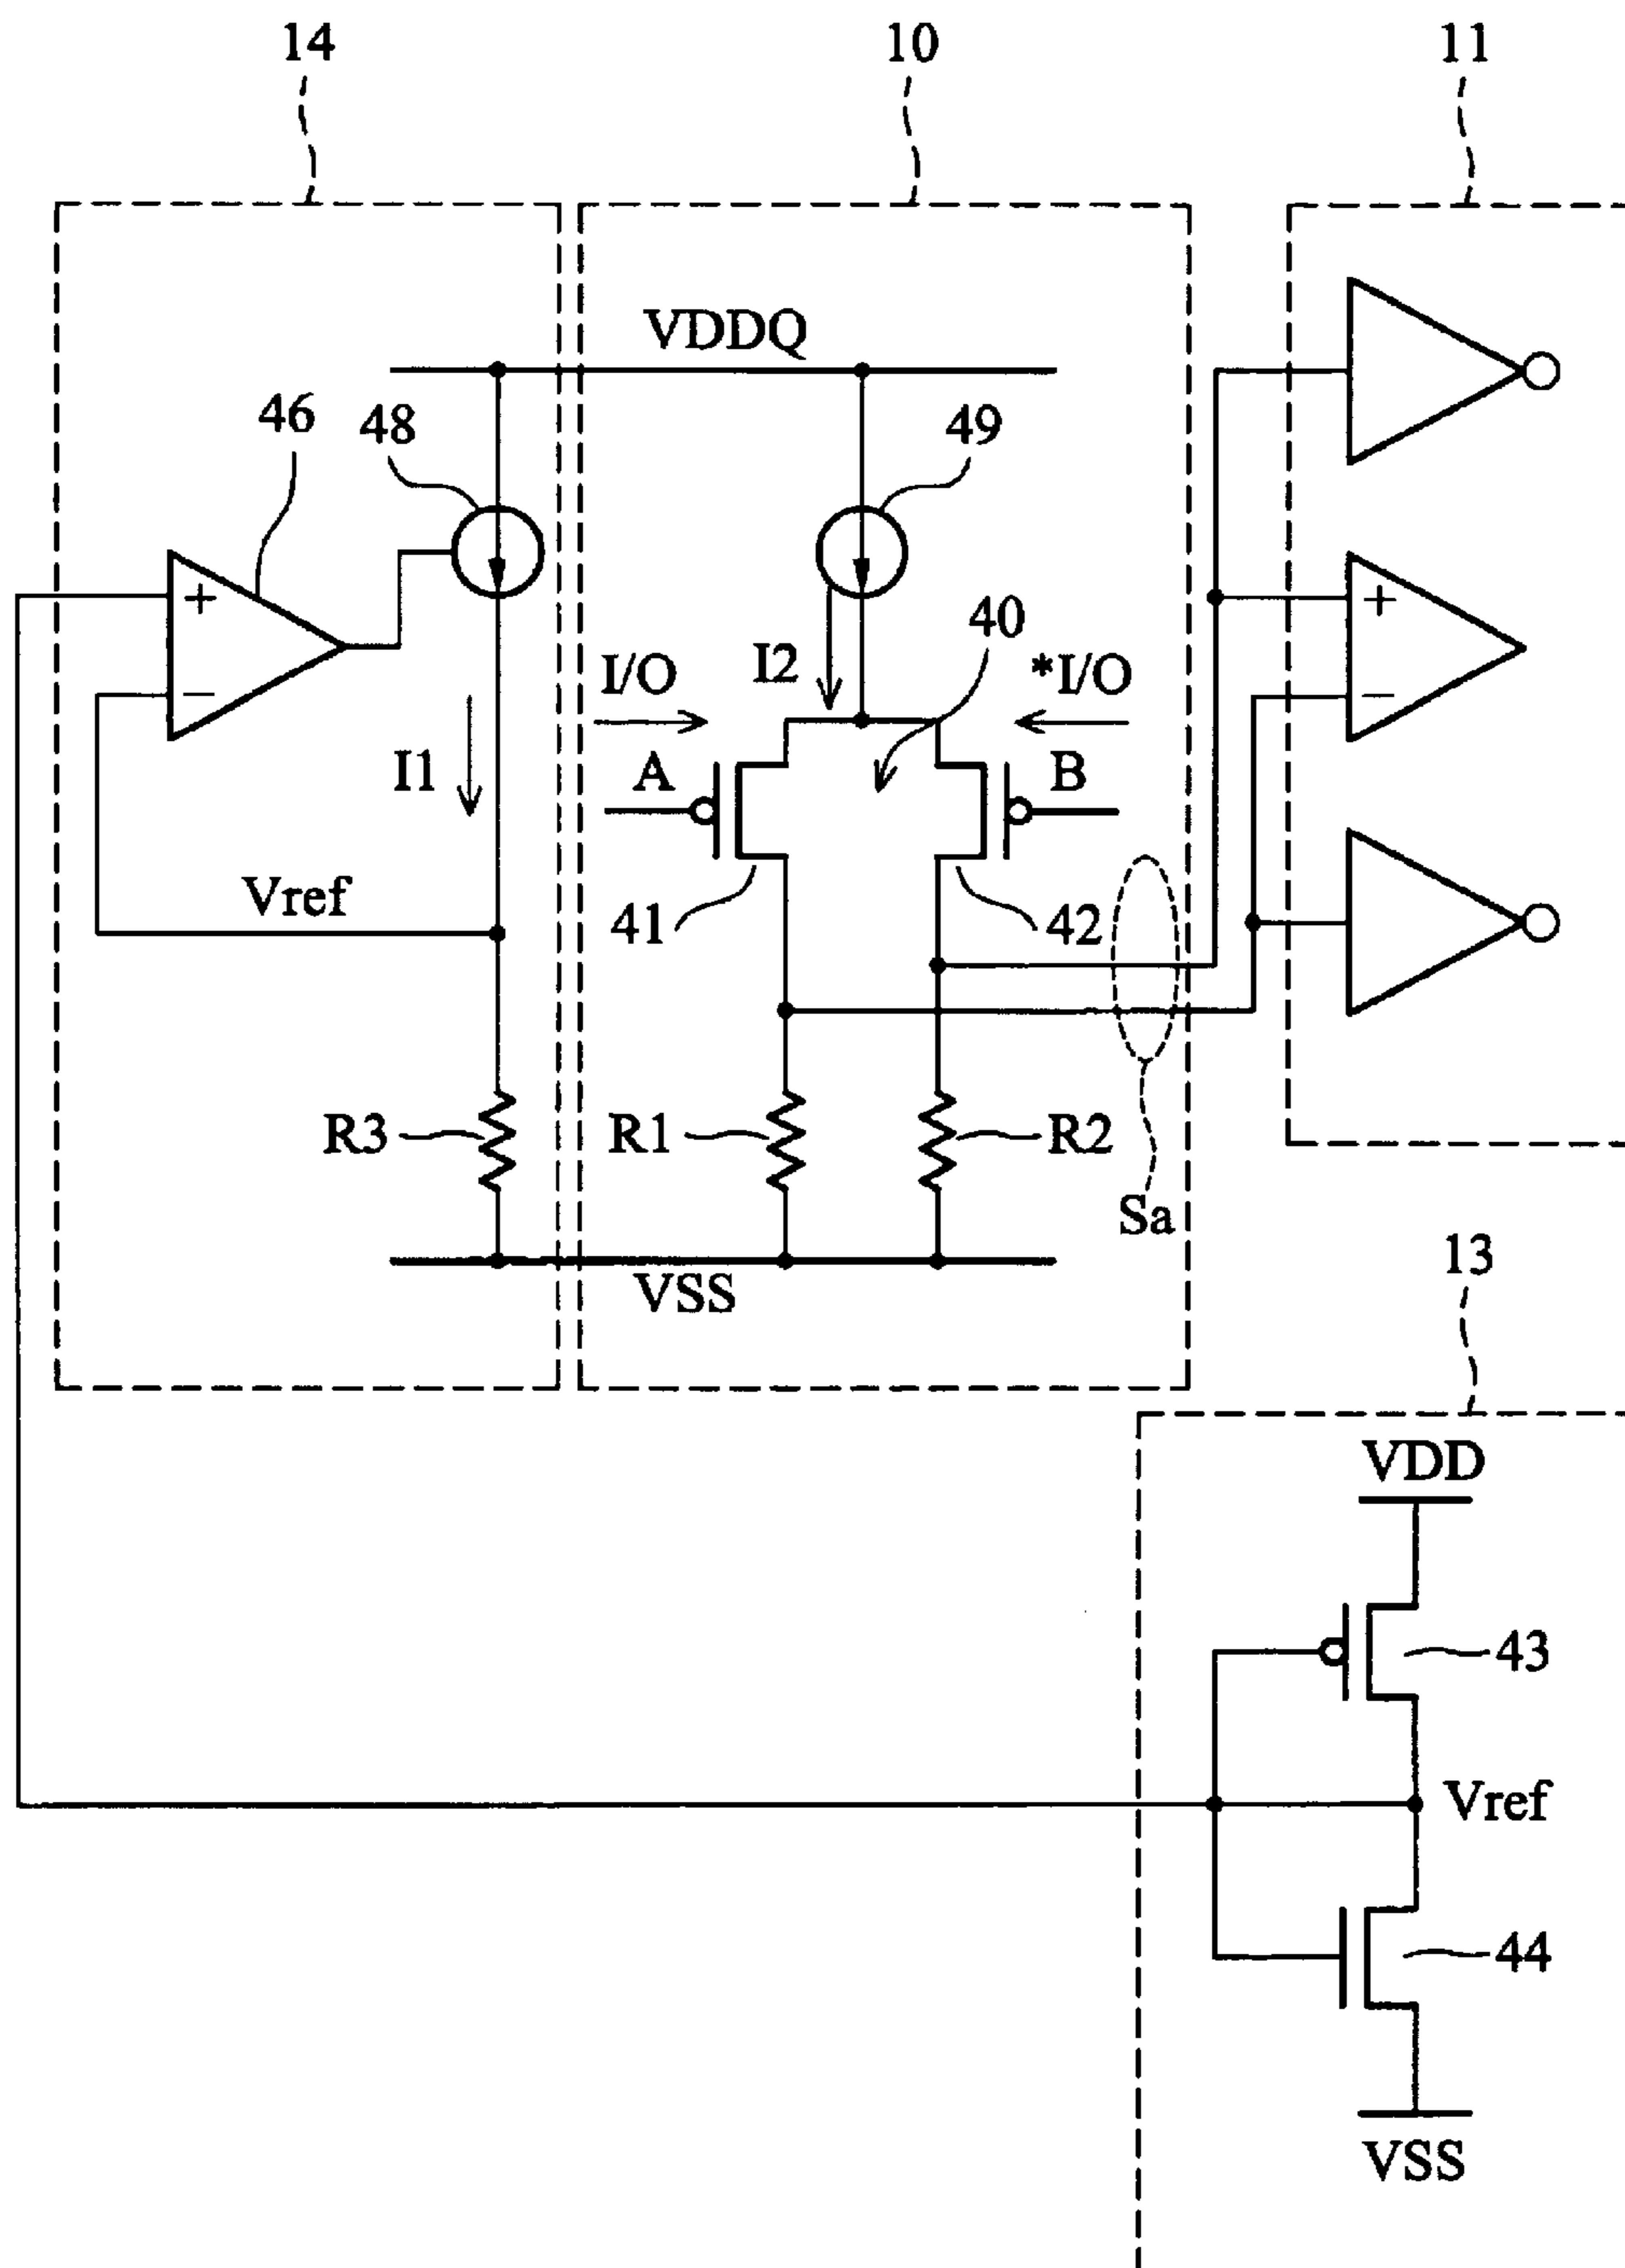 14
10
11
VDDQ
46
48
49
+
−
+
−
I/O
I2
40
*I/O
I1
A
B
Vref
41
42
R3
R1
R2
Sa
VSS
13
VDD
43
Vref
44
VSS